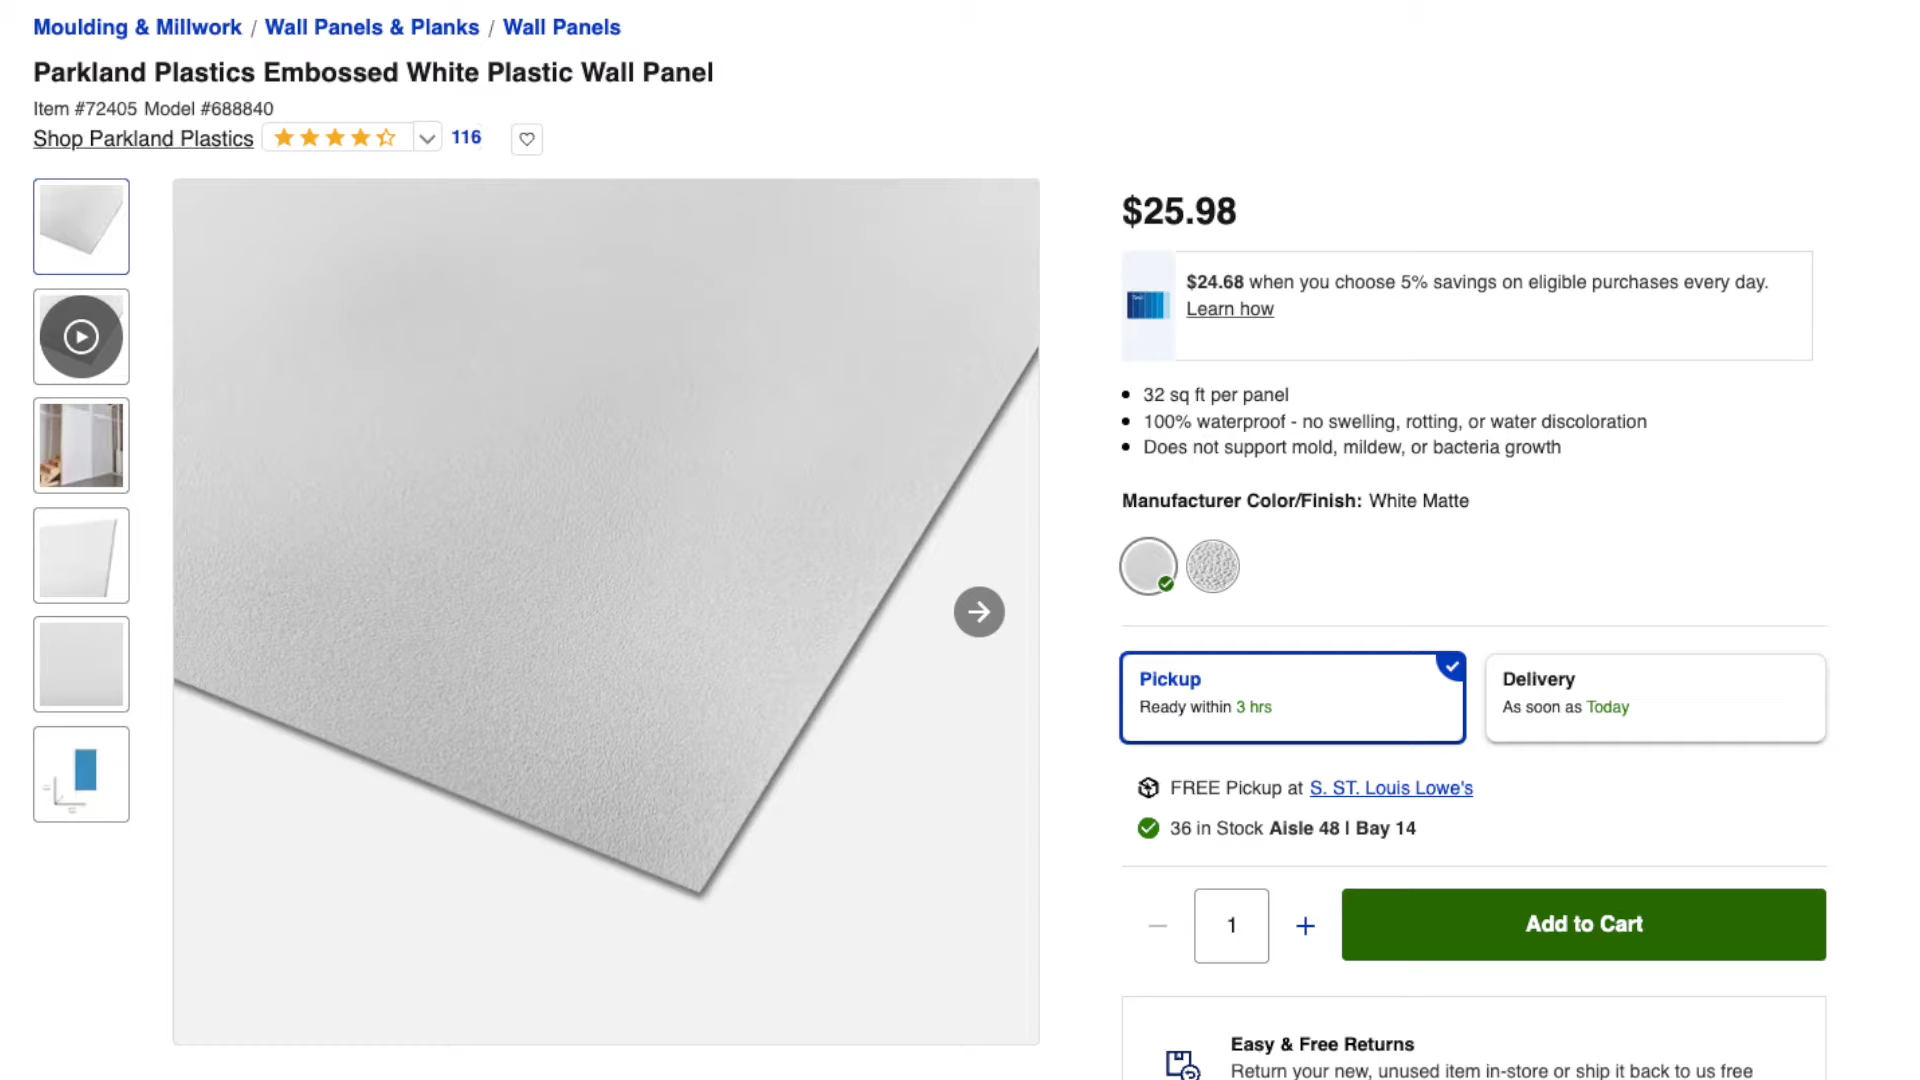 Moulding & Millwork / Wall Panels & Planks / Wall Panels
Parkland Plastics Embossed White Plastic Wall Panel
Item #72405 Model #688840
Shop Parkland Plastics 116
$25.98
$24.68 when you choose 5% savings on eligible purchases every day.
Learn how
32 sq ft per panel
100% waterproof - no swelling, rotting, or water discoloration
Does not support mold, mildew, or bacteria growth
Manufacturer Color/Finish: White Matte
Pickup
Ready within 3 hrs
Delivery
As soon as Today
FREE Pickup at S. ST. Louis Lowe's
36 in Stock Aisle 48 | Bay 14
1
Add to Cart
Easy & Free Returns
Return your new, unused item in-store or ship it back to us free